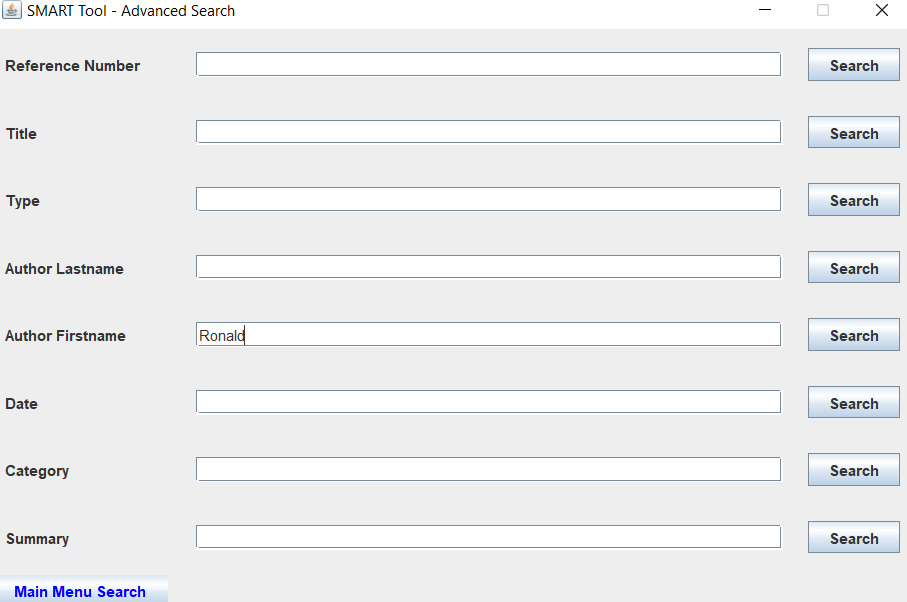 SMART Tool - Advanced Search
Reference Number Search
Title Search
Type Search
Author Lastname Search
Author Firstname Ronald Search
Date Search
Category Search
Summary Search
Main Menu Search